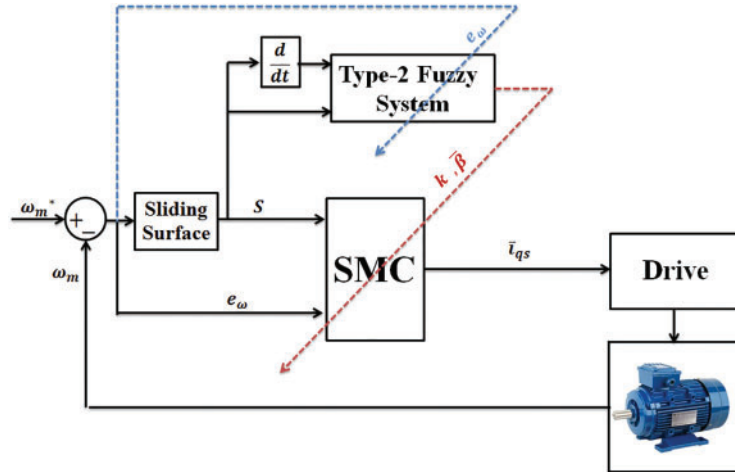 e_ω
d
dt
Type-2 Fuzzy
System
k , β̄
ω_m*
+
−
Sliding
Surface
S
SMC
ī_qs
Drive
ω_m
e_ω